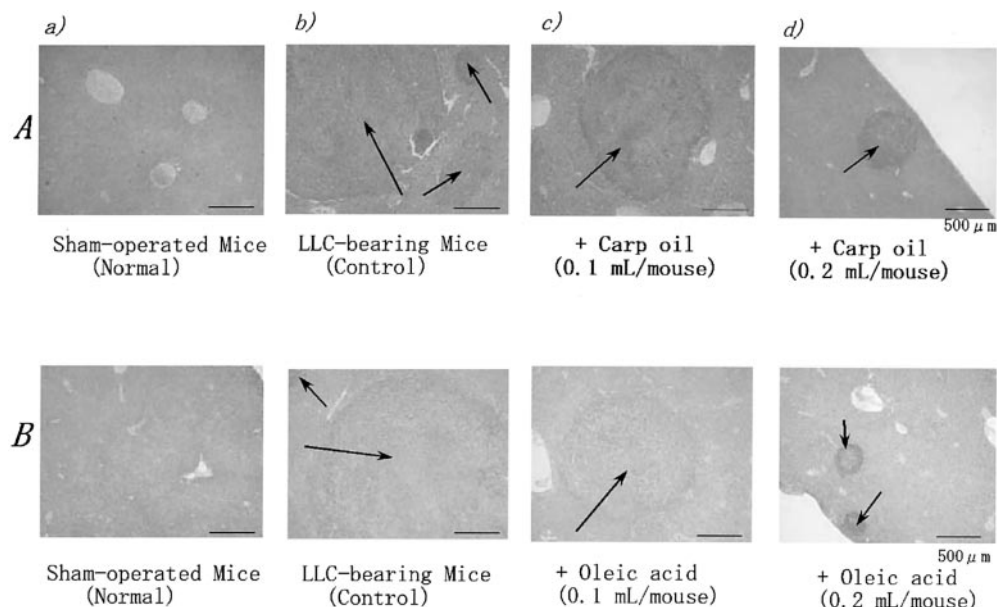 a)
b)
c)
d)
A
Sham-operated Mice
(Normal)
LLC-bearing Mice
(Control)
+ Carp oil
(0.1 mL/mouse)
500 μm
+ Carp oil
(0.2 mL/mouse)
B
Sham-operated Mice
(Normal)
LLC-bearing Mice
(Control)
+ Oleic acid
(0.1 mL/mouse)
500 μm
+ Oleic acid
(0.2 mL/mouse)